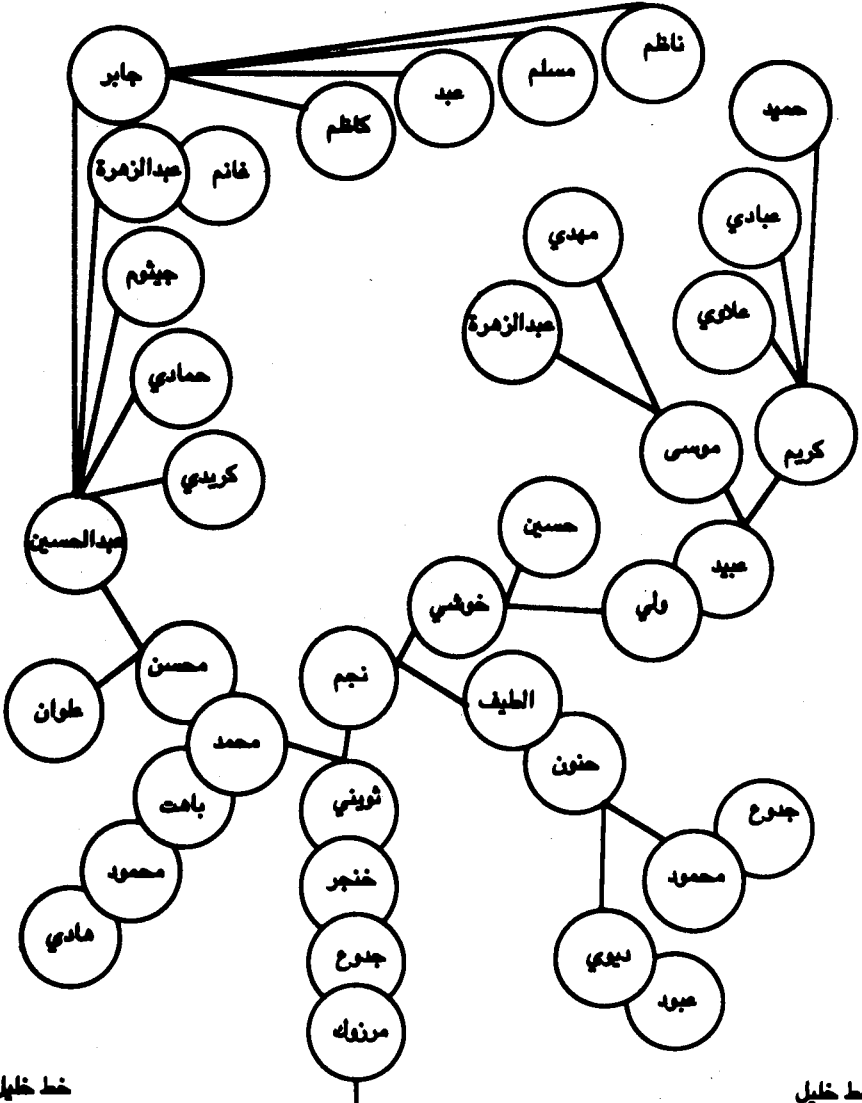 ناظم
مسلم
عبد
كاظم
جابر
حميد
عبدالزهرة
غانم
عبادي
مهدي
جيثوم
علاوي
عبدالزهرة
حمادي
كريم
موسى
كريدي
حسين
عبدالحسين
عبيد
ولي
خوشي
محسن
نجم
الطيف
طوان
محمد
حنون
باهت
ثويني
جدوع
محمود
محمود
خنجر
هادي
جدوع
ديوي
عبود
مرزوك
خط خليل
ط خليل